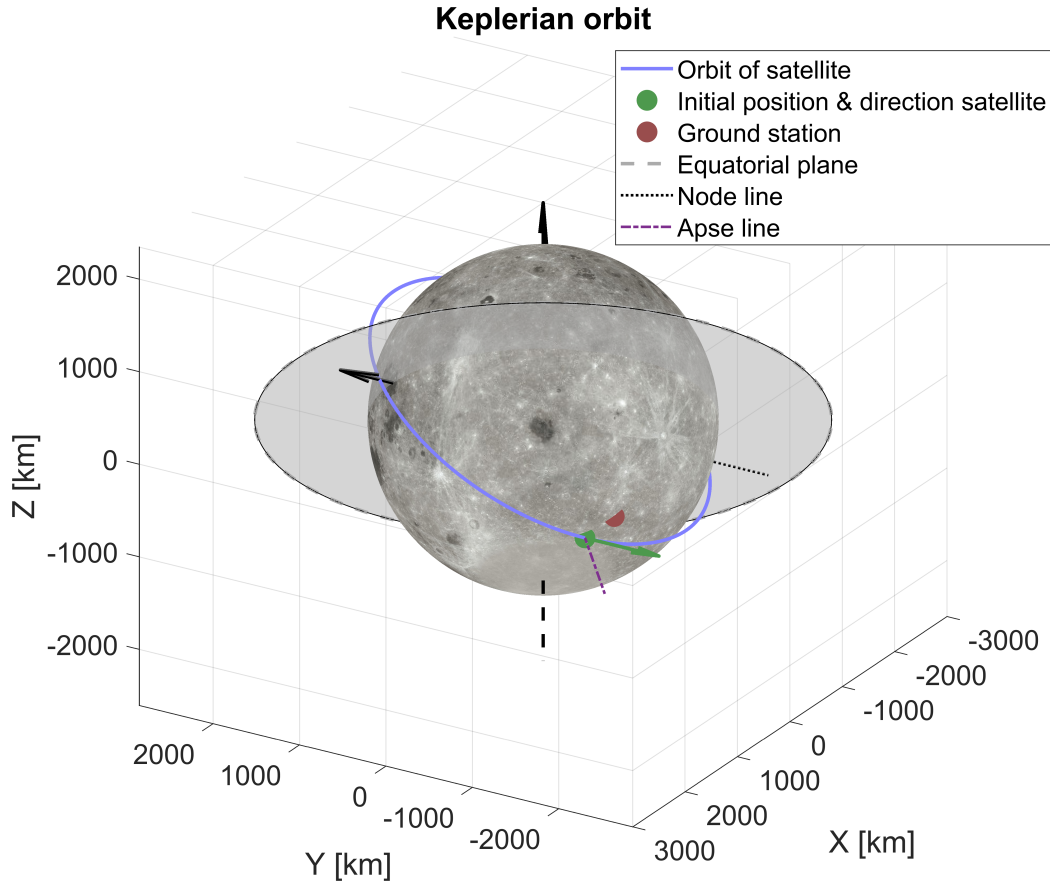 Keplerian orbit
Orbit of satellite
Initial position & direction satellite
Ground station
Equatorial plane
Node line
Apse line
2000
1000
0
-1000
-2000
Z [km]
2000
1000
0
-1000
-2000
Y [km]
-3000
-2000
-1000
0
1000
2000
3000
X [km]